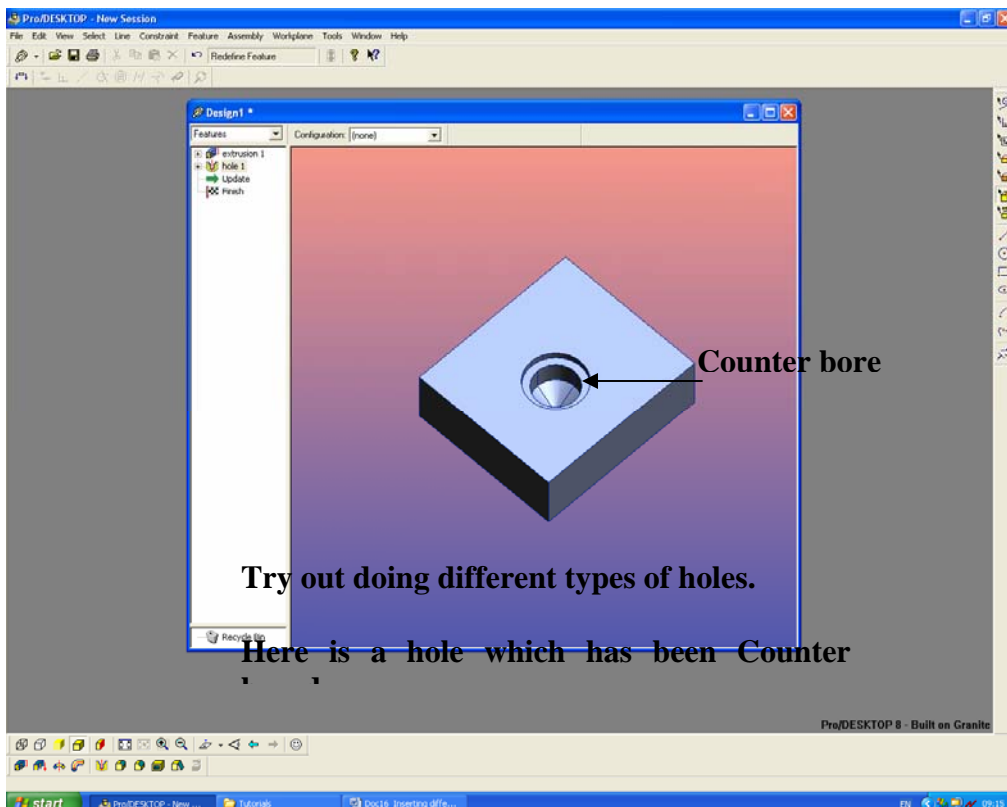 Pro/DESKTOP - New Session
File Edit View Select Line Constraint Feature Assembly Workplane Tools Window Help
Redefine Feature
Design1 *
Features Configuration: (none)
extrusion 1
hole 1
Update
Finish
Counter bore
Try out doing different types of holes.
Recycle Bin
Here is a hole which has been Counter
Pro/DESKTOP 8 - Built on Granite
start Pro/DESKTOP - New ... Tutorials Doc16 Inserting diffe... EN 09:15